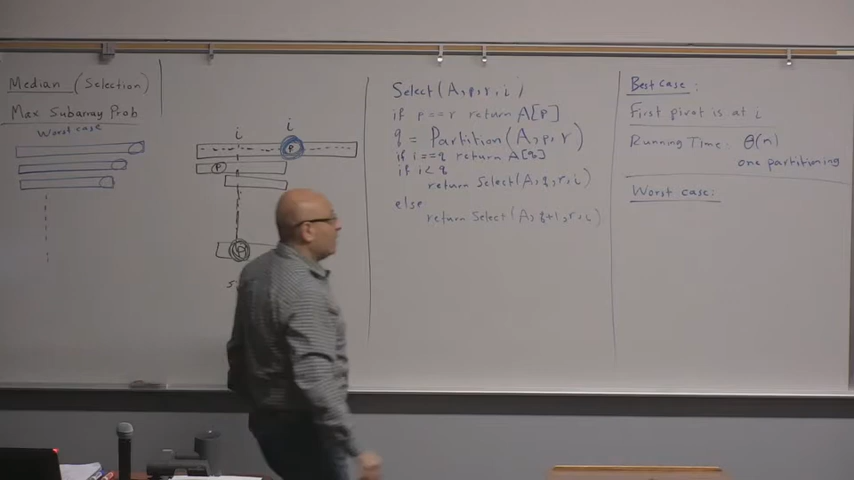 Median (Selection)
Max Subarray Prob
Worst case
i
i
P
P
P
Select(A,p,r,i)
if p == r return A[p]
q = Partition(A,p,r)
if i == q return A[q]
if i < q
return Select(A,q,r,i)
else
return Select(A,q+1,r,i)
Best case:
First pivot is at i
Running Time: Θ(n)
one partitioning
Worst case: